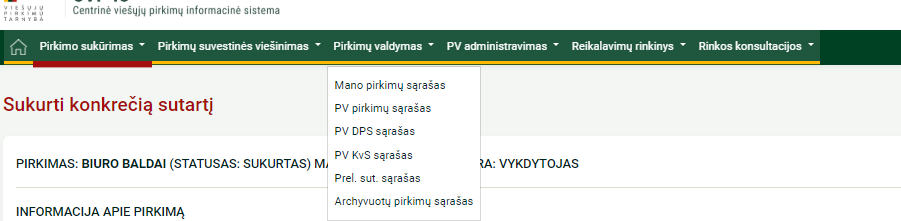 VIEŠŲJŲ
PIRKIMŲ
TARNYBA
Centrinė viešųjų pirkimų informacinė sistema
Pirkimo sukūrimas Pirkimų suvestinės viešinimas Pirkimų valdymas PV administravimas Reikalavimų rinkinys Rinkos konsultacijos
Mano pirkimų sąrašas
PV pirkimų sąrašas
PV DPS sąrašas
PV KvS sąrašas
Prel. sut. sąrašas
Archyvuotų pirkimų sąrašas
Sukurti konkrečią sutartį
PIRKIMAS: BIURO BALDAI (STATUSAS: SUKURTAS) : VYKDYTOJAS
INFORMACIJA APIE PIRKIMĄ